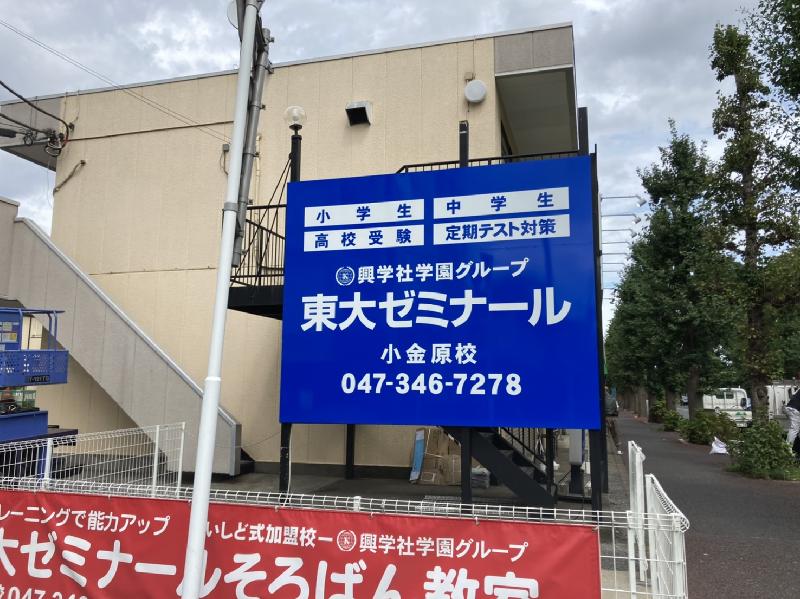 小学生 中学生
高校受験 定期テスト対策
興学社学園グループ
東大ゼミナール
小金原校
047-346-7278
レーニングで能力アップ
いしど式加盟校ー 興学社学園グループ
大ゼミナールそろばん教室
047-346